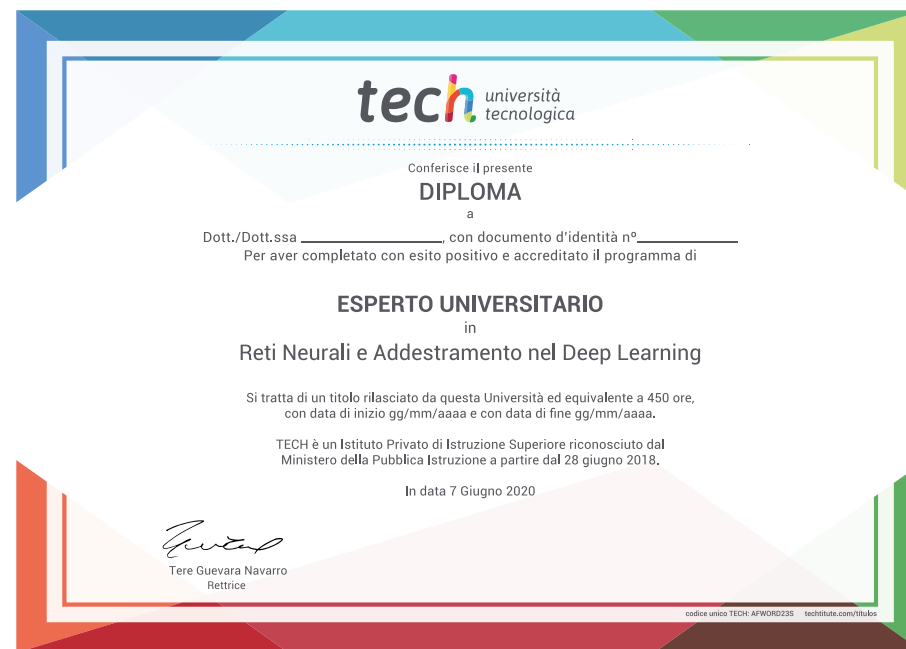 tech università
tecnologica
Conferisce il presente
DIPLOMA
a
Dott./Dott.ssa ________________, con documento d'identità nº____________
Per aver completato con esito positivo e accreditato il programma di
ESPERTO UNIVERSITARIO
in
Reti Neurali e Addestramento nel Deep Learning
Si tratta di un titolo rilasciato da questa Università ed equivalente a 450 ore,
con data di inizio gg/mm/aaaa e con data di fine gg/mm/aaaa.
TECH è un Istituto Privato di Istruzione Superiore riconosciuto dal
Ministero della Pubblica Istruzione a partire dal 28 giugno 2018.
In data 7 Giugno 2020
Tere Guevara Navarro
Rettrice
codice unico TECH: AFWORD23S techtitute.com/titulos